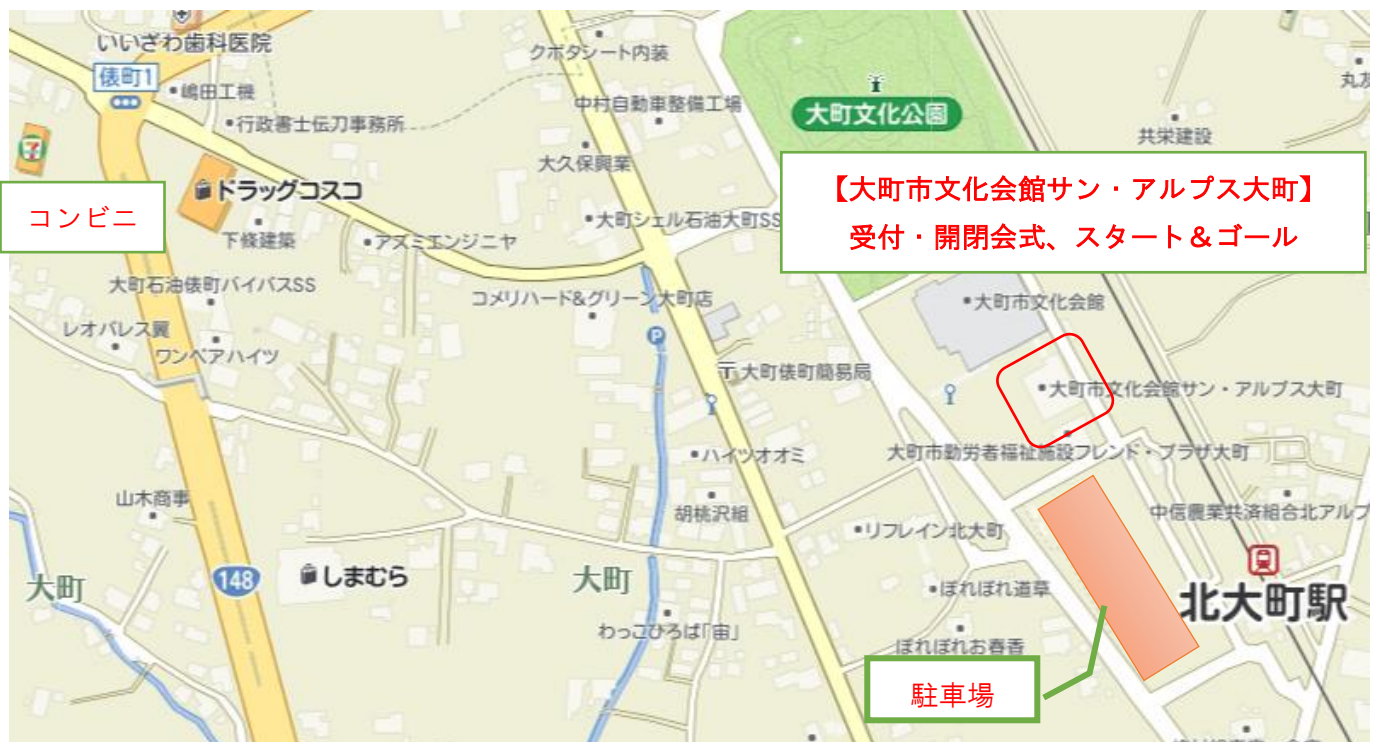 いいざわ歯科医院
クボタシート内装
俵町1
嶋田工機
行政書士伝刀事務所
中村自動車整備工場
大町文化公園
共栄建設
大久保興業
7
ドラッグコスコ
コンビニ
【大町市文化会館サン・アルプス大町】
受付・開閉会式、スタート&ゴール
大町シェル石油大町SS
下條建築
アズミエンジニヤ
大町石油俵町バイパスSS
コメリハード&グリーン大町店
大町市文化会館
レオパレス翼
ワンペアハイツ
P
大町俵町簡易局
大町市文化会館サン・アルプス大町
ハイツオオミ
大町市勤労者福祉施設フレンド・プラザ大町
山木商事
胡桃沢組
中信農業共済組合北アルプ
リフレイン北大町
148
しまむら
大町
大町
ぽれぽれ道草
北大町駅
わっこひろば「宙」
ぽれぽれお春香
駐車場